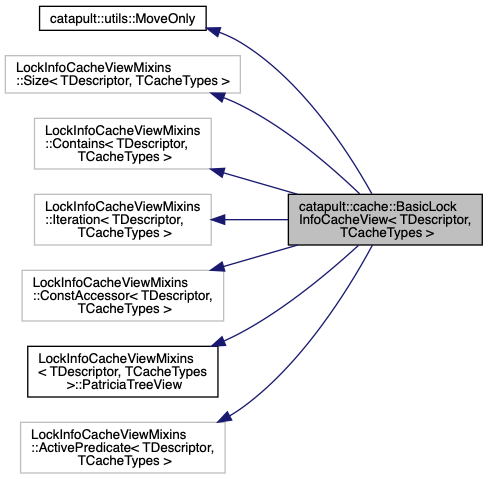 catapult::utils::MoveOnly
LockInfoCacheViewMixins
::Size< TDescriptor, TCacheTypes >
LockInfoCacheViewMixins
::Contains< TDescriptor,
TCacheTypes >
LockInfoCacheViewMixins
::Iteration< TDescriptor,
TCacheTypes >
LockInfoCacheViewMixins
::ConstAccessor< TDescriptor,
TCacheTypes >
LockInfoCacheViewMixins
< TDescriptor, TCacheTypes
>::PatriciaTreeView
LockInfoCacheViewMixins
::ActivePredicate< TDescriptor,
TCacheTypes >
catapult::cache::BasicLock
InfoCacheView< TDescriptor,
TCacheTypes >